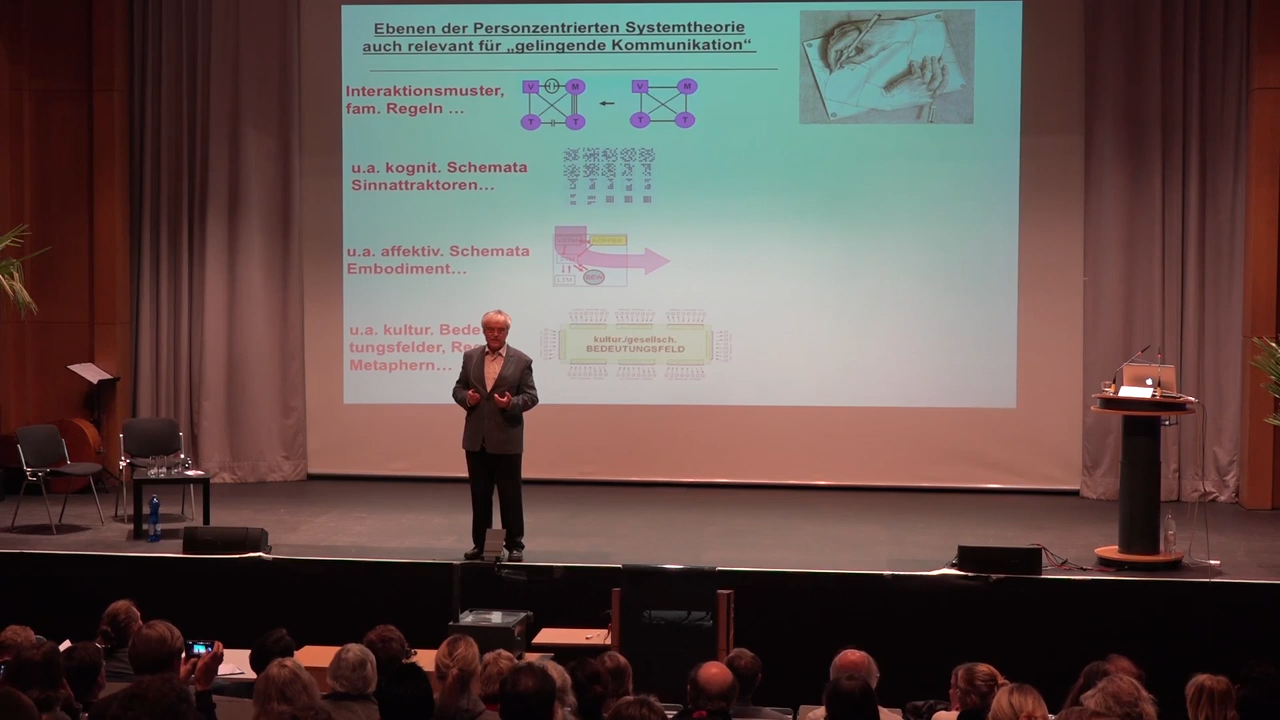 Ebenen der Personzentrierten Systemtheorie
auch relevant für „gelingende Kommunikation“
Interaktionsmuster,
fam. Regeln …
V M V M
T T T T
u.a. kognit. Schemata
Sinnattraktoren…
u.a. affektiv. Schemata
Embodiment…
u.a. kultur. Bede
tungsfelder, Re
Metaphern…
kultur./gesellsch.
BEDEUTUNGSFELD